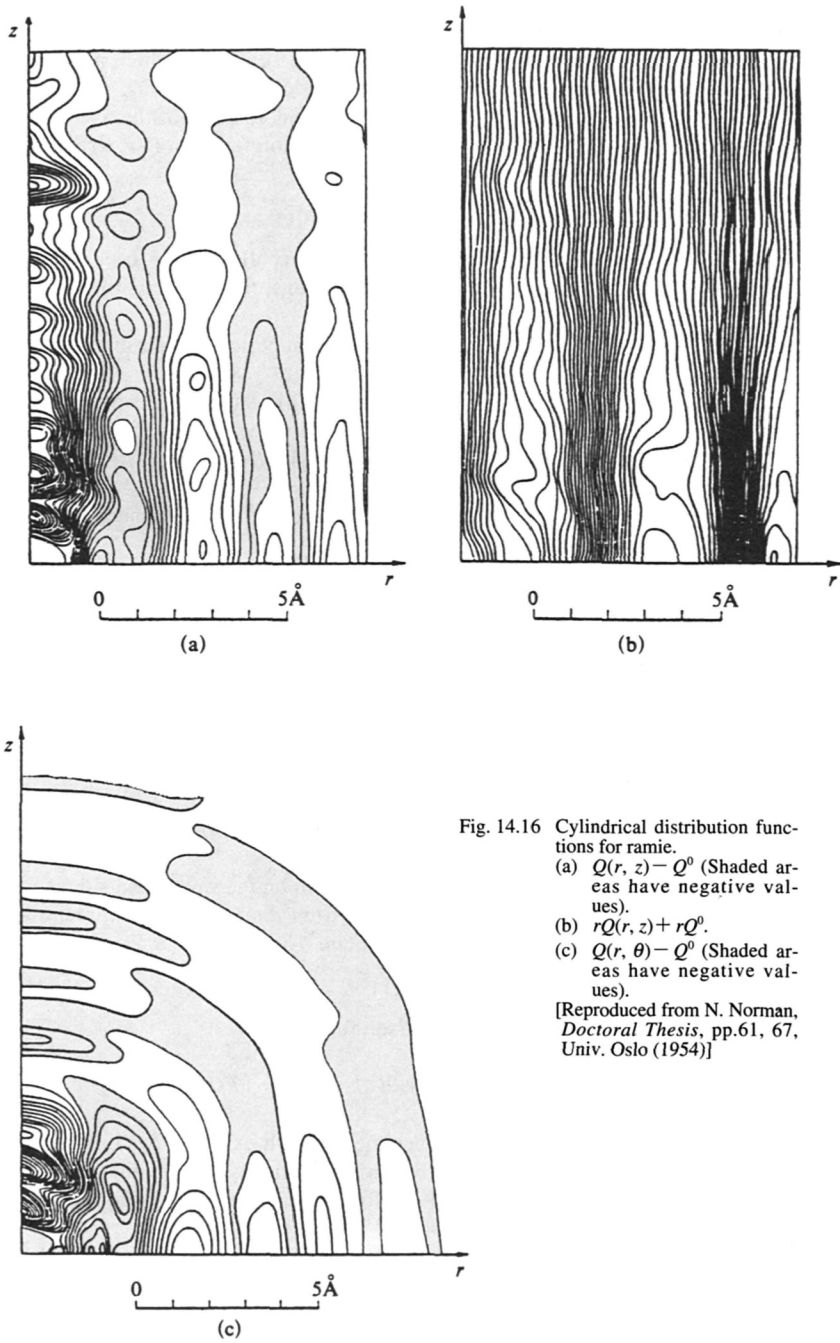 z
z
r
r
0 5Å
0 5Å
(a)
(b)
z
r
0 5Å
(c)
Fig. 14.16 Cylindrical distribution func-
tions for ramie.
(a) Q(r, z)− Q⁰ (Shaded ar-
eas have negative val-
ues).
(b) rQ(r, z)+ rQ⁰.
(c) Q(r, θ)− Q⁰ (Shaded ar-
eas have negative val-
ues).
[Reproduced from N. Norman,
Doctoral Thesis, pp.61, 67,
Univ. Oslo (1954)]